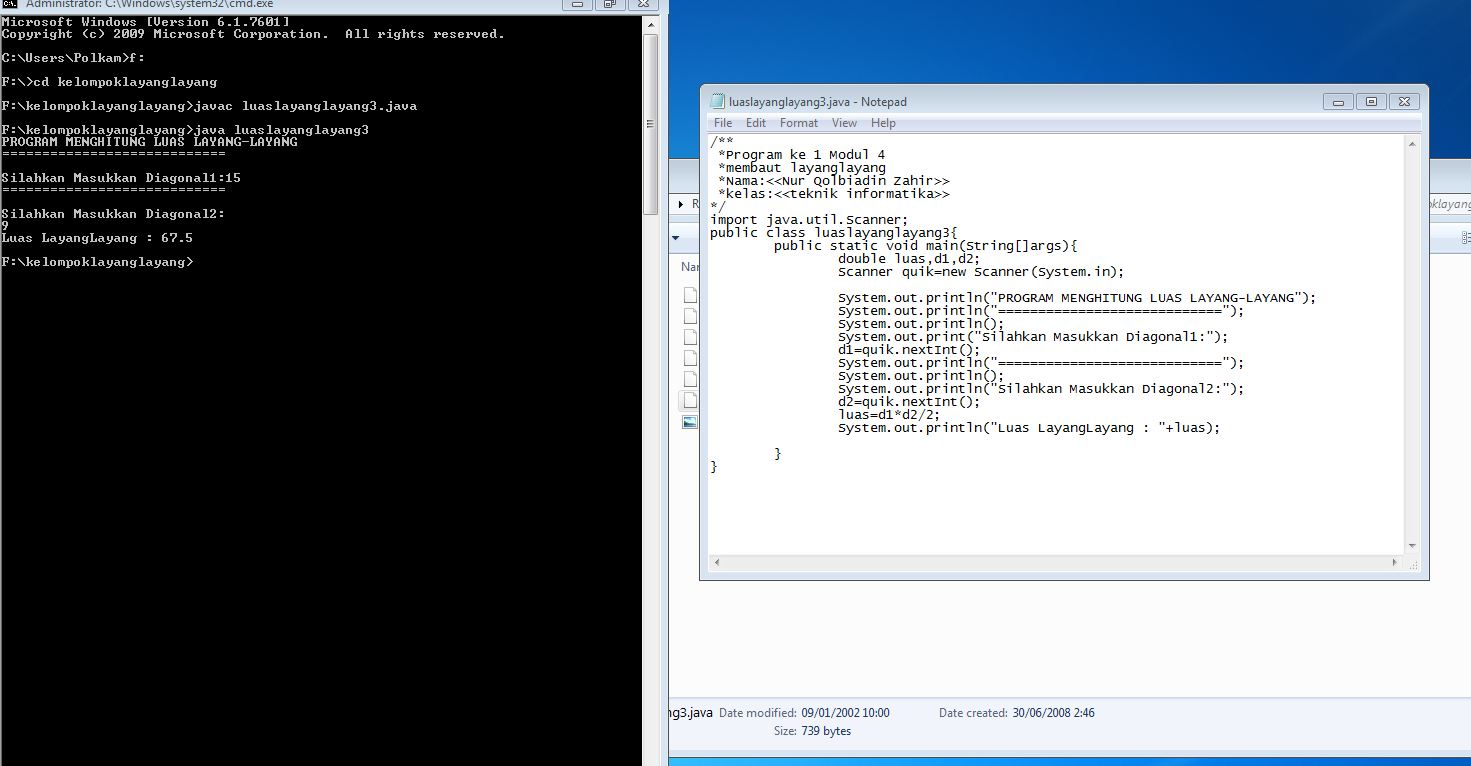 Administrator: C:\Windows\system32\cmd.exe
Microsoft Windows [Version 6.1.7601]
Copyright (c) 2009 Microsoft Corporation.  All rights reserved.
C:\Users\Polkam>f:
F:\>cd kelompoklayanglayang
F:\kelompoklayanglayang>javac luaslayanglayang3.java
F:\kelompoklayanglayang>java luaslayanglayang3
PROGRAM MENGHITUNG LUAS LAYANG-LAYANG
============================
Silahkan Masukkan Diagonal1:15
============================
Silahkan Masukkan Diagonal2:
9
Luas LayangLayang : 67.5
F:\kelompoklayanglayang>
luaslayanglayang3.java - Notepad
File Edit Format View Help
/**
 *Program ke 1 Modul 4
 *membaut layanglayang
 *Nama:<<Nur Qolbiadin Zahir>>
 *kelas:<<teknik informatika>>
*/
import java.util.Scanner;
public class luaslayanglayang3{
        public static void main(String[]args){
                double luas,d1,d2;
                Scanner quik=new Scanner(System.in);
                System.out.println("PROGRAM MENGHITUNG LUAS LAYANG-LAYANG");
                System.out.println("============================");
                System.out.println();
                System.out.print("Silahkan Masukkan Diagonal1:");
                d1=quik.nextInt();
                System.out.println("============================");
                System.out.println();
                System.out.println("Silahkan Masukkan Diagonal2:");
                d2=quik.nextInt();
                luas=d1*d2/2;
                System.out.println("Luas LayangLayang : "+luas);
        }
}
ng3.java Date modified: 09/01/2002 10:00 Date created: 30/06/2008 2:46
Size: 739 bytes